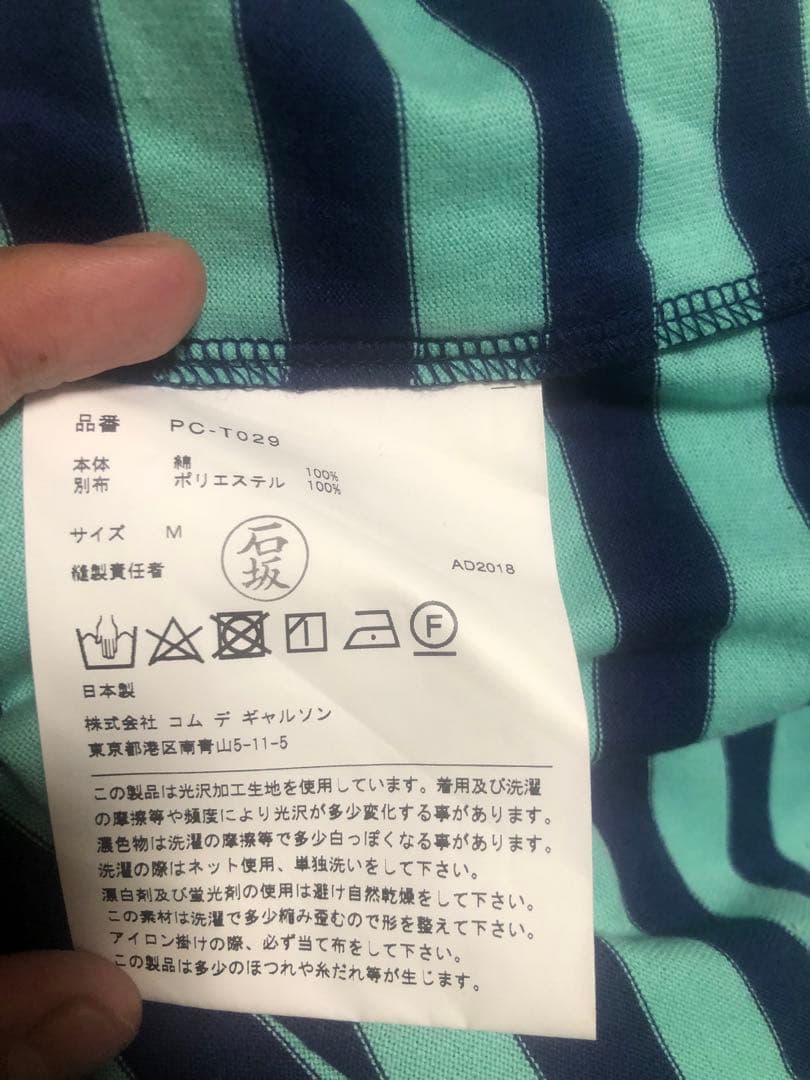 品番 PC-T029
本体 綿 100%
別布 ポリエステル 100%
サイズ M
石坂
縫製責任者
AD2018
F
日本製
株式会社 コム デ ギャルソン
東京都港区南青山5-11-5
この製品は光沢加工生地を使用しています。着用及び洗濯
の摩擦等や頻度により光沢が多少変化する事があります。
濃色物は洗濯の摩擦等で多少白っぽくなる事があります。
洗濯の際はネット使用、単独洗いをして下さい。
漂白剤及び蛍光剤の使用は避け自然乾燥をして下さい。
この素材は洗濯で多少縮み歪むので形を整えて下さい。
アイロン掛けの際、必ず当て布をして下さい。
この製品は多少のほつれや糸だれ等が生じます。